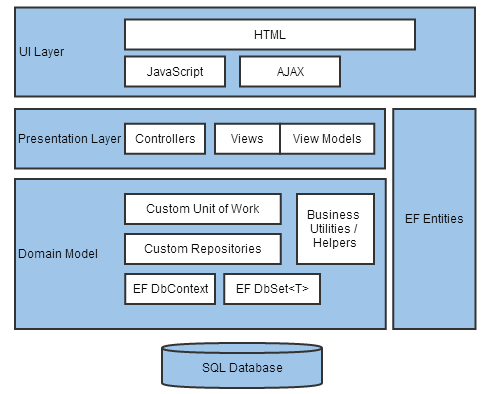 HTML
UI Layer
JavaScript
AJAX
Presentation Layer
Controllers
Views
View Models
EF Entities
Domain Model
Custom Unit of Work
Business
Utilities /
Helpers
Custom Repositories
EF DbContext
EF DbSet<T>
SQL Database